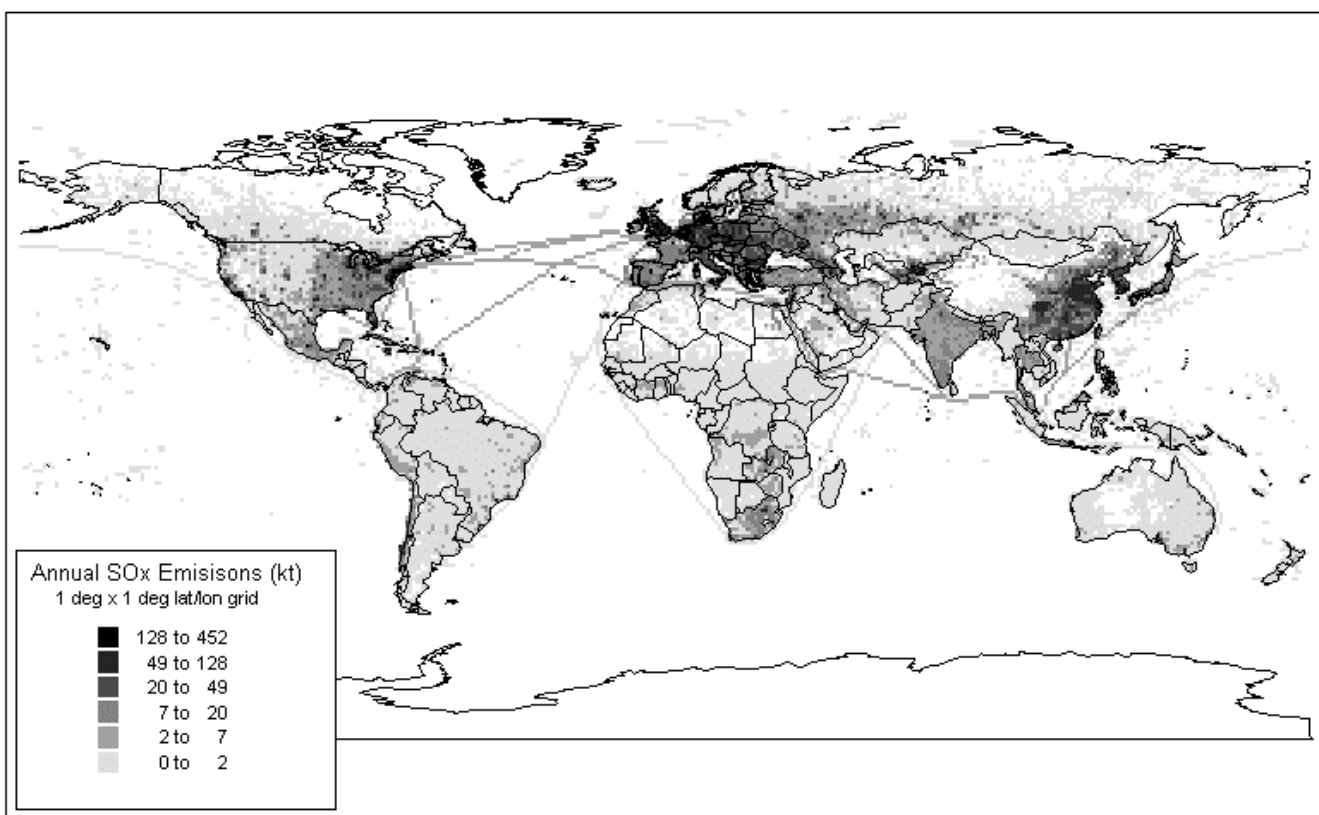 Annual SOx Emisisons (kt)
1 deg x 1 deg lat/lon grid
128 to 452
49 to 128
20 to 49
7 to 20
2 to 7
0 to 2